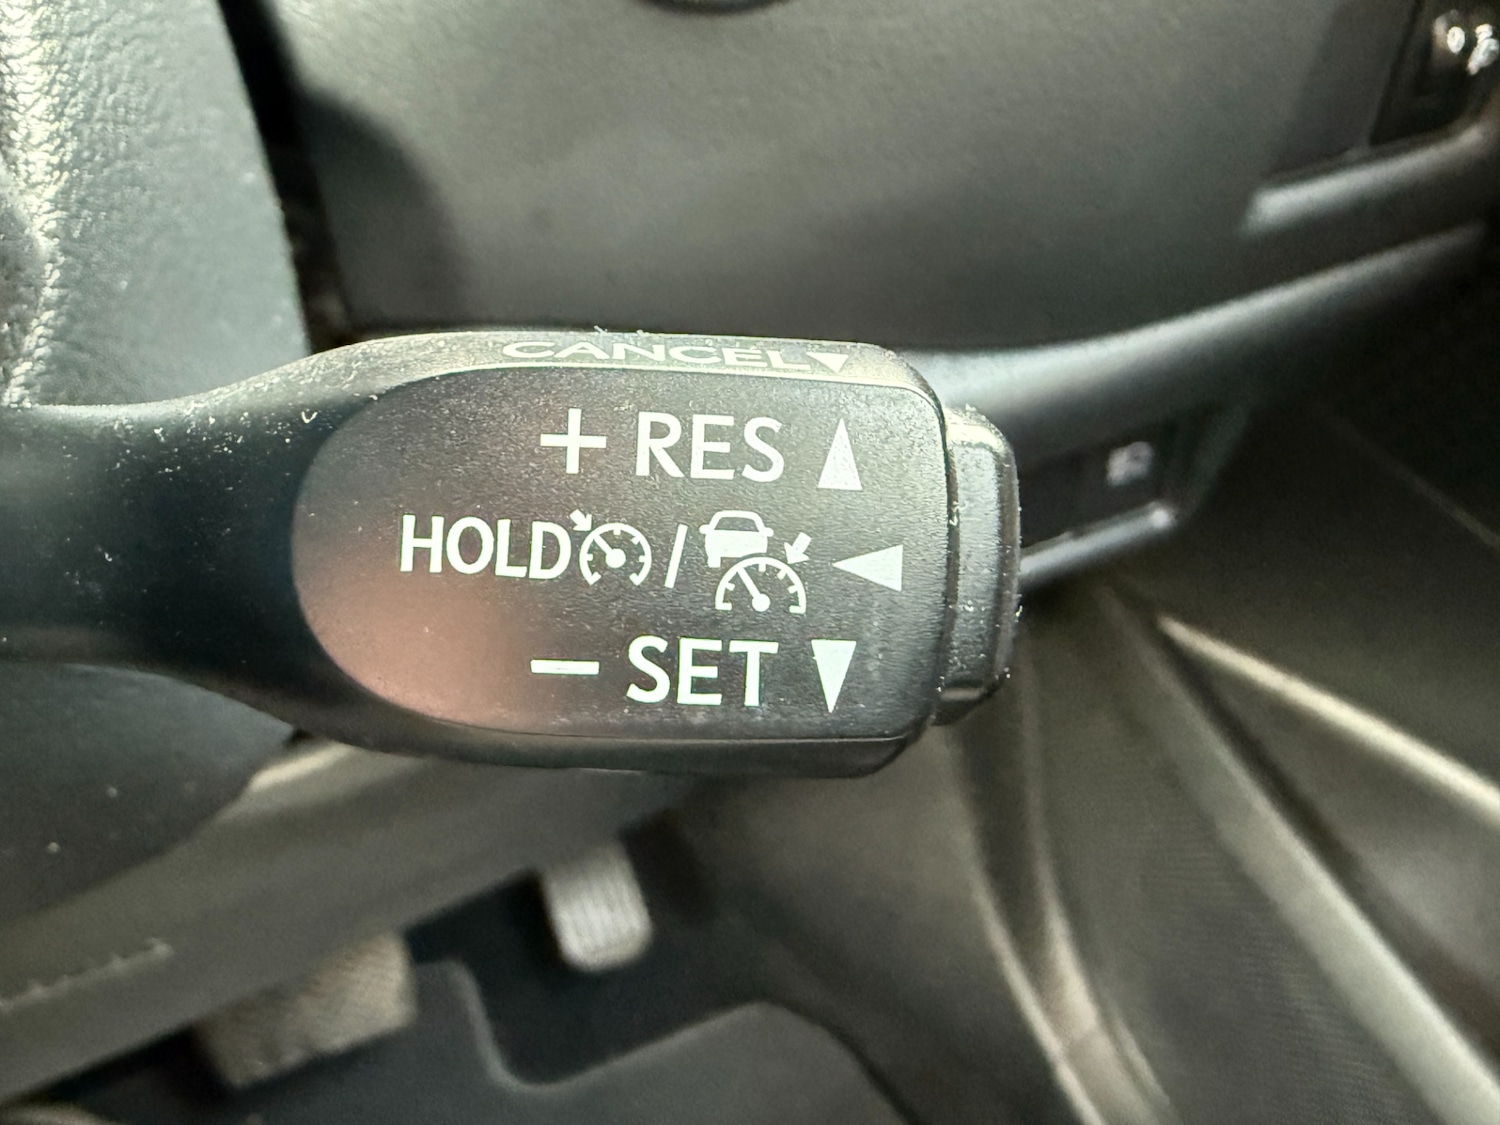 CANCEL
+ RES
HOLD /
− SET